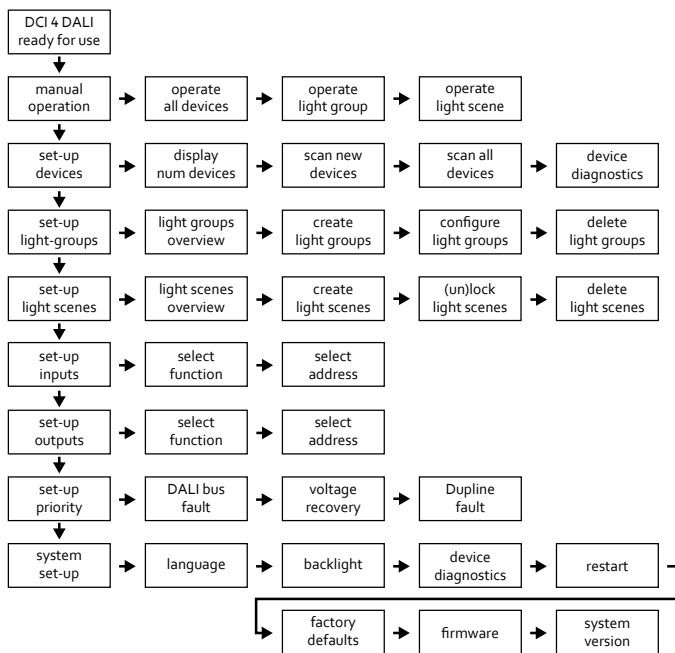 DCI 4 DALI
ready for use
manual
operation
operate
all devices
operate
light group
operate
light scene
set-up
devices
display
num devices
scan new
devices
scan all
devices
device
diagnostics
set-up
light-groups
light groups
overview
create
light groups
configure
light groups
delete
light groups
set-up
light scenes
light scenes
overview
create
light scenes
(un)lock
light scenes
delete
light scenes
set-up
inputs
select
function
select
address
set-up
outputs
select
function
select
address
set-up
priority
DALI bus
fault
voltage
recovery
Dupline
fault
system
set-up
language
backlight
device
diagnostics
restart
factory
defaults
firmware
system
version